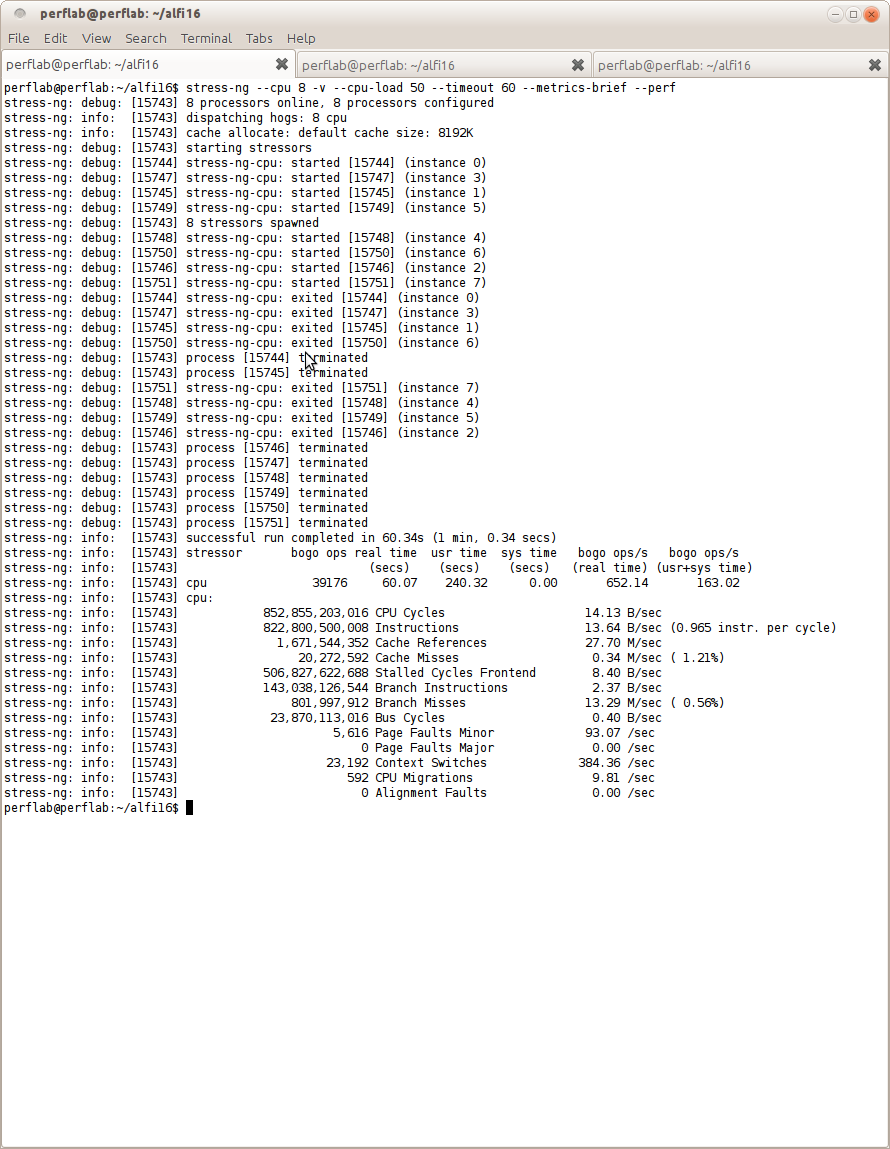 perflab@perflab: ~/alfi16
File Edit View Search Terminal Tabs Help
perflab@perflab: ~/alfi16 perflab@perflab: ~/alfi16 perflab@perflab: ~/alfi16
perflab@perflab:~/alfi16$ stress-ng --cpu 8 -v --cpu-load 50 --timeout 60 --metrics-brief --perf
stress-ng: debug: [15743] 8 processors online, 8 processors configured
stress-ng: info:  [15743] dispatching hogs: 8 cpu
stress-ng: info:  [15743] cache allocate: default cache size: 8192K
stress-ng: debug: [15743] starting stressors
stress-ng: debug: [15744] stress-ng-cpu: started [15744] (instance 0)
stress-ng: debug: [15747] stress-ng-cpu: started [15747] (instance 3)
stress-ng: debug: [15745] stress-ng-cpu: started [15745] (instance 1)
stress-ng: debug: [15749] stress-ng-cpu: started [15749] (instance 5)
stress-ng: debug: [15743] 8 stressors spawned
stress-ng: debug: [15748] stress-ng-cpu: started [15748] (instance 4)
stress-ng: debug: [15750] stress-ng-cpu: started [15750] (instance 6)
stress-ng: debug: [15746] stress-ng-cpu: started [15746] (instance 2)
stress-ng: debug: [15751] stress-ng-cpu: started [15751] (instance 7)
stress-ng: debug: [15744] stress-ng-cpu: exited [15744] (instance 0)
stress-ng: debug: [15747] stress-ng-cpu: exited [15747] (instance 3)
stress-ng: debug: [15745] stress-ng-cpu: exited [15745] (instance 1)
stress-ng: debug: [15750] stress-ng-cpu: exited [15750] (instance 6)
stress-ng: debug: [15743] process [15744] terminated
stress-ng: debug: [15743] process [15745] terminated
stress-ng: debug: [15751] stress-ng-cpu: exited [15751] (instance 7)
stress-ng: debug: [15748] stress-ng-cpu: exited [15748] (instance 4)
stress-ng: debug: [15749] stress-ng-cpu: exited [15749] (instance 5)
stress-ng: debug: [15746] stress-ng-cpu: exited [15746] (instance 2)
stress-ng: debug: [15743] process [15746] terminated
stress-ng: debug: [15743] process [15747] terminated
stress-ng: debug: [15743] process [15748] terminated
stress-ng: debug: [15743] process [15749] terminated
stress-ng: debug: [15743] process [15750] terminated
stress-ng: debug: [15743] process [15751] terminated
stress-ng: info:  [15743] successful run completed in 60.34s (1 min, 0.34 secs)
stress-ng: info:  [15743] stressor       bogo ops real time  usr time  sys time   bogo ops/s   bogo ops/s
stress-ng: info:  [15743]                           (secs)    (secs)    (secs)   (real time) (usr+sys time)
stress-ng: info:  [15743] cpu               39176     60.07    240.32      0.00       652.14       163.02
stress-ng: info:  [15743] cpu:
stress-ng: info:  [15743]            852,855,203,016 CPU Cycles                    14.13 B/sec
stress-ng: info:  [15743]            822,800,500,008 Instructions                  13.64 B/sec (0.965 instr. per cycle)
stress-ng: info:  [15743]              1,671,544,352 Cache References              27.70 M/sec
stress-ng: info:  [15743]                 20,272,592 Cache Misses                   0.34 M/sec ( 1.21%)
stress-ng: info:  [15743]            506,827,622,688 Stalled Cycles Frontend        8.40 B/sec
stress-ng: info:  [15743]            143,038,126,544 Branch Instructions            2.37 B/sec
stress-ng: info:  [15743]                801,997,912 Branch Misses                 13.29 M/sec ( 0.56%)
stress-ng: info:  [15743]             23,870,113,016 Bus Cycles                     0.40 B/sec
stress-ng: info:  [15743]                      5,616 Page Faults Minor             93.07 /sec
stress-ng: info:  [15743]                          0 Page Faults Major              0.00 /sec
stress-ng: info:  [15743]                     23,192 Context Switches             384.36 /sec
stress-ng: info:  [15743]                        592 CPU Migrations                 9.81 /sec
stress-ng: info:  [15743]                          0 Alignment Faults               0.00 /sec
perflab@perflab:~/alfi16$